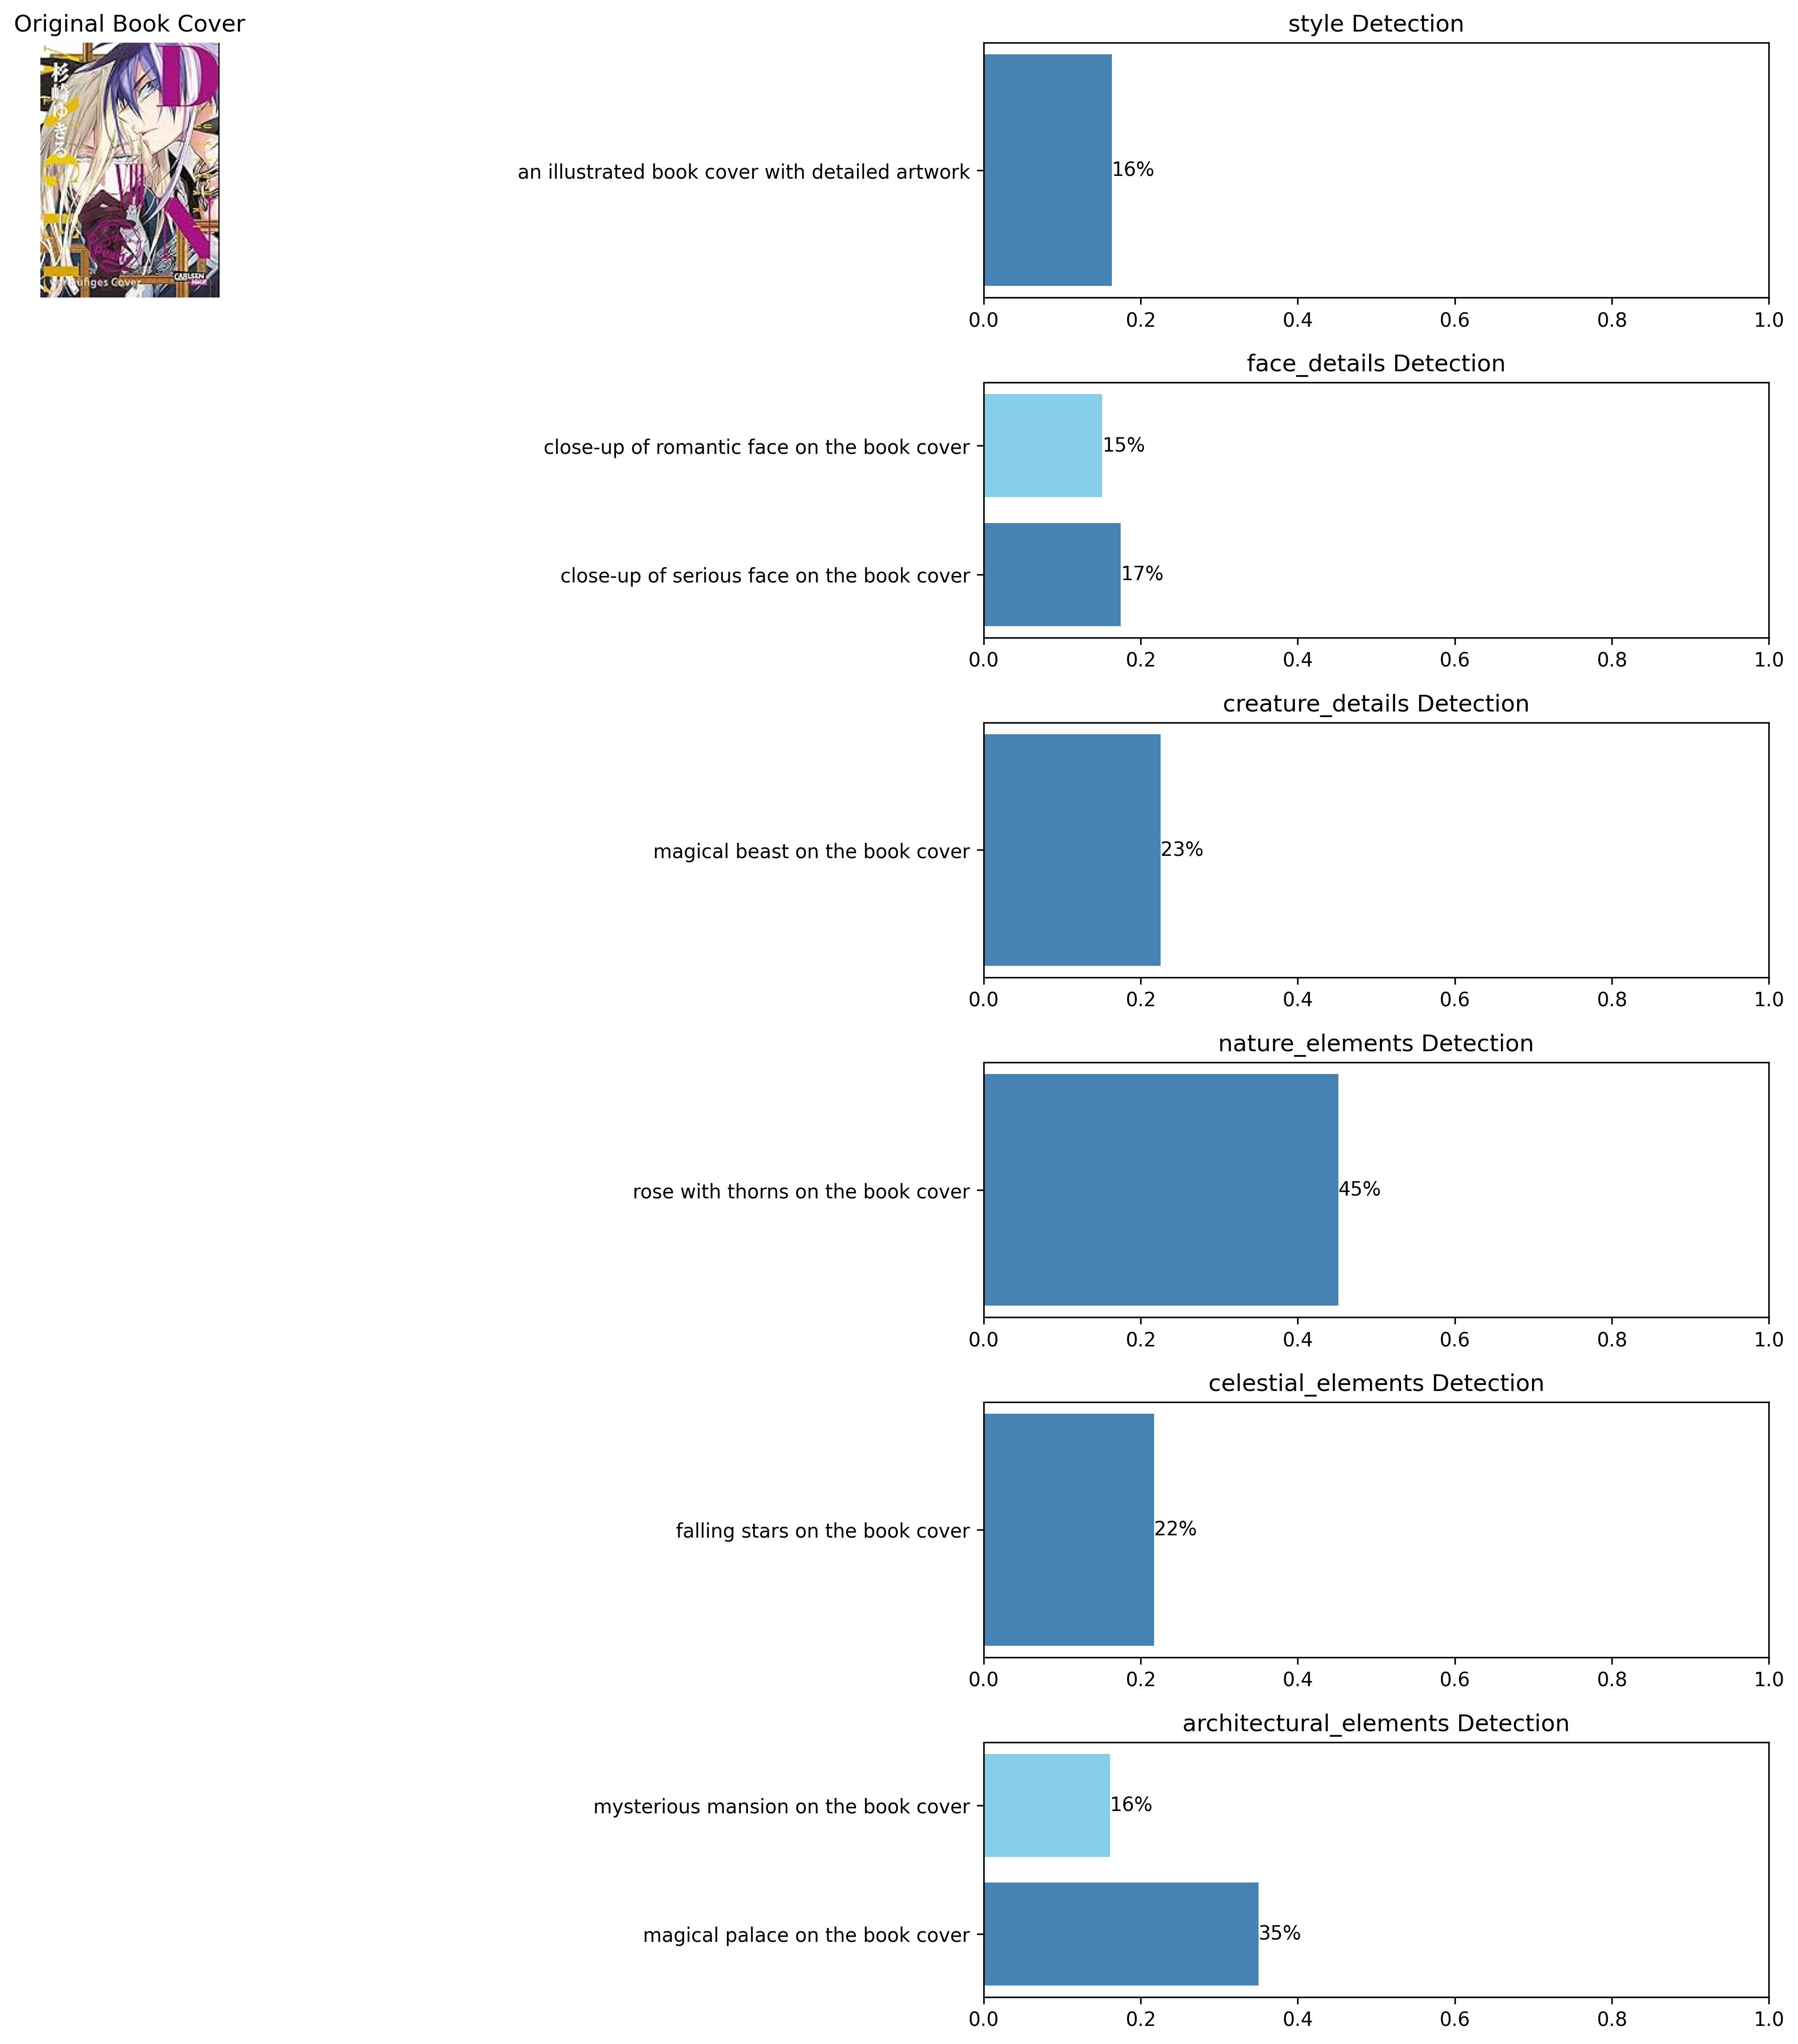 Original Book Cover
D
杉崎ゆきる
N
CARLSEN
style Detection
an illustrated book cover with detailed artwork
16%
0.0 0.2 0.4 0.6 0.8 1.0
face_details Detection
close-up of romantic face on the book cover
15%
close-up of serious face on the book cover
17%
0.0 0.2 0.4 0.6 0.8 1.0
creature_details Detection
magical beast on the book cover
23%
0.0 0.2 0.4 0.6 0.8 1.0
nature_elements Detection
rose with thorns on the book cover
45%
0.0 0.2 0.4 0.6 0.8 1.0
celestial_elements Detection
falling stars on the book cover
22%
0.0 0.2 0.4 0.6 0.8 1.0
architectural_elements Detection
mysterious mansion on the book cover
16%
magical palace on the book cover
35%
0.0 0.2 0.4 0.6 0.8 1.0